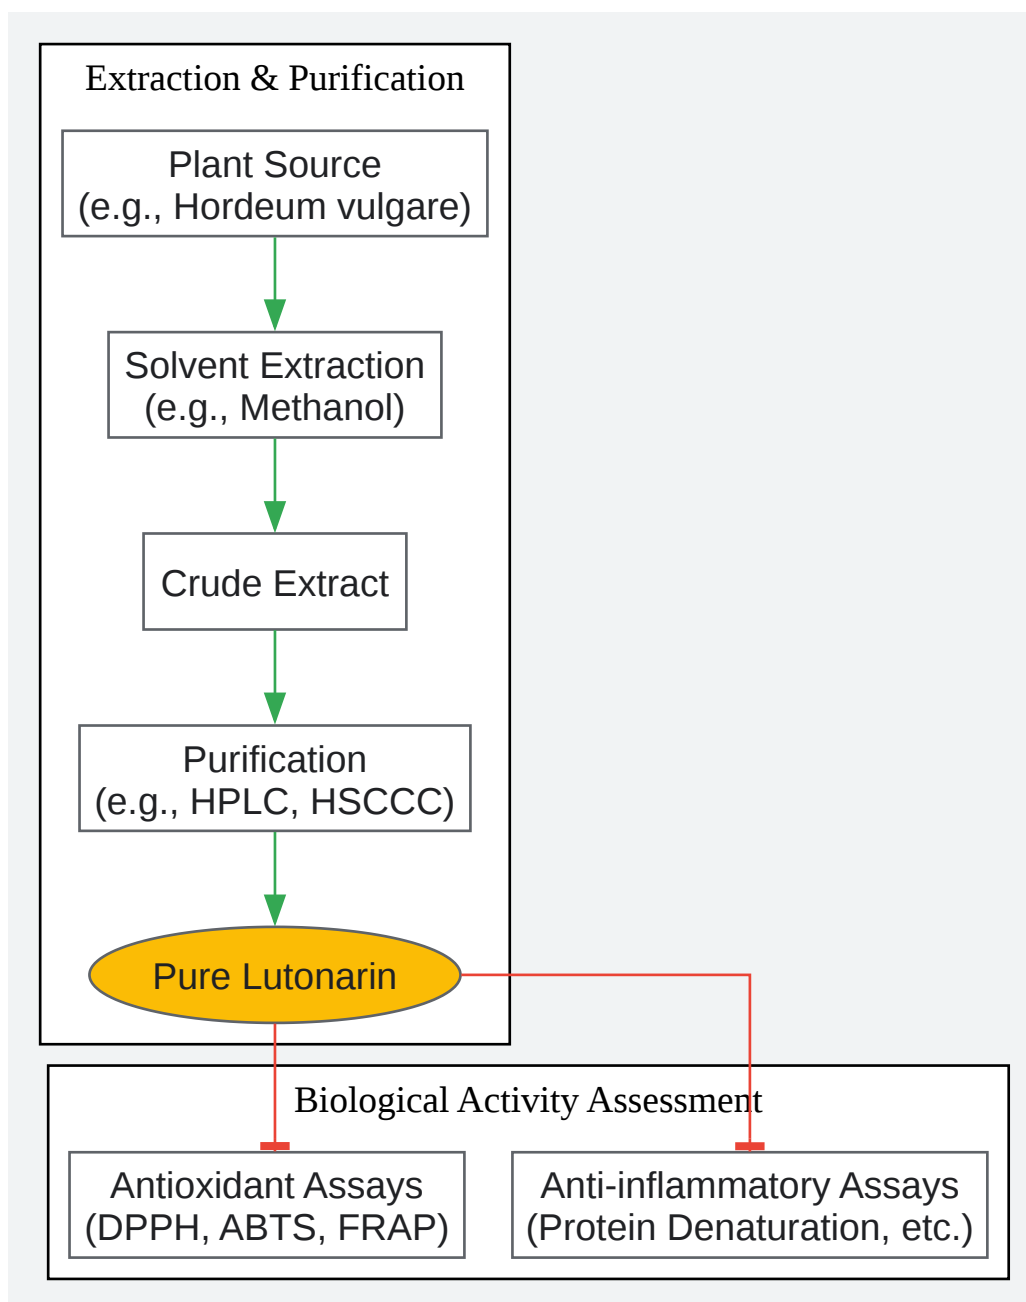 Extraction & Purification
Plant Source
(e.g., Hordeum vulgare)
Solvent Extraction
(e.g., Methanol)
Crude Extract
Purification
(e.g., HPLC, HSCCC)
Pure Lutonarin
Biological Activity Assessment
Antioxidant Assays
(DPPH, ABTS, FRAP)
Anti-inflammatory Assays
(Protein Denaturation, etc.)